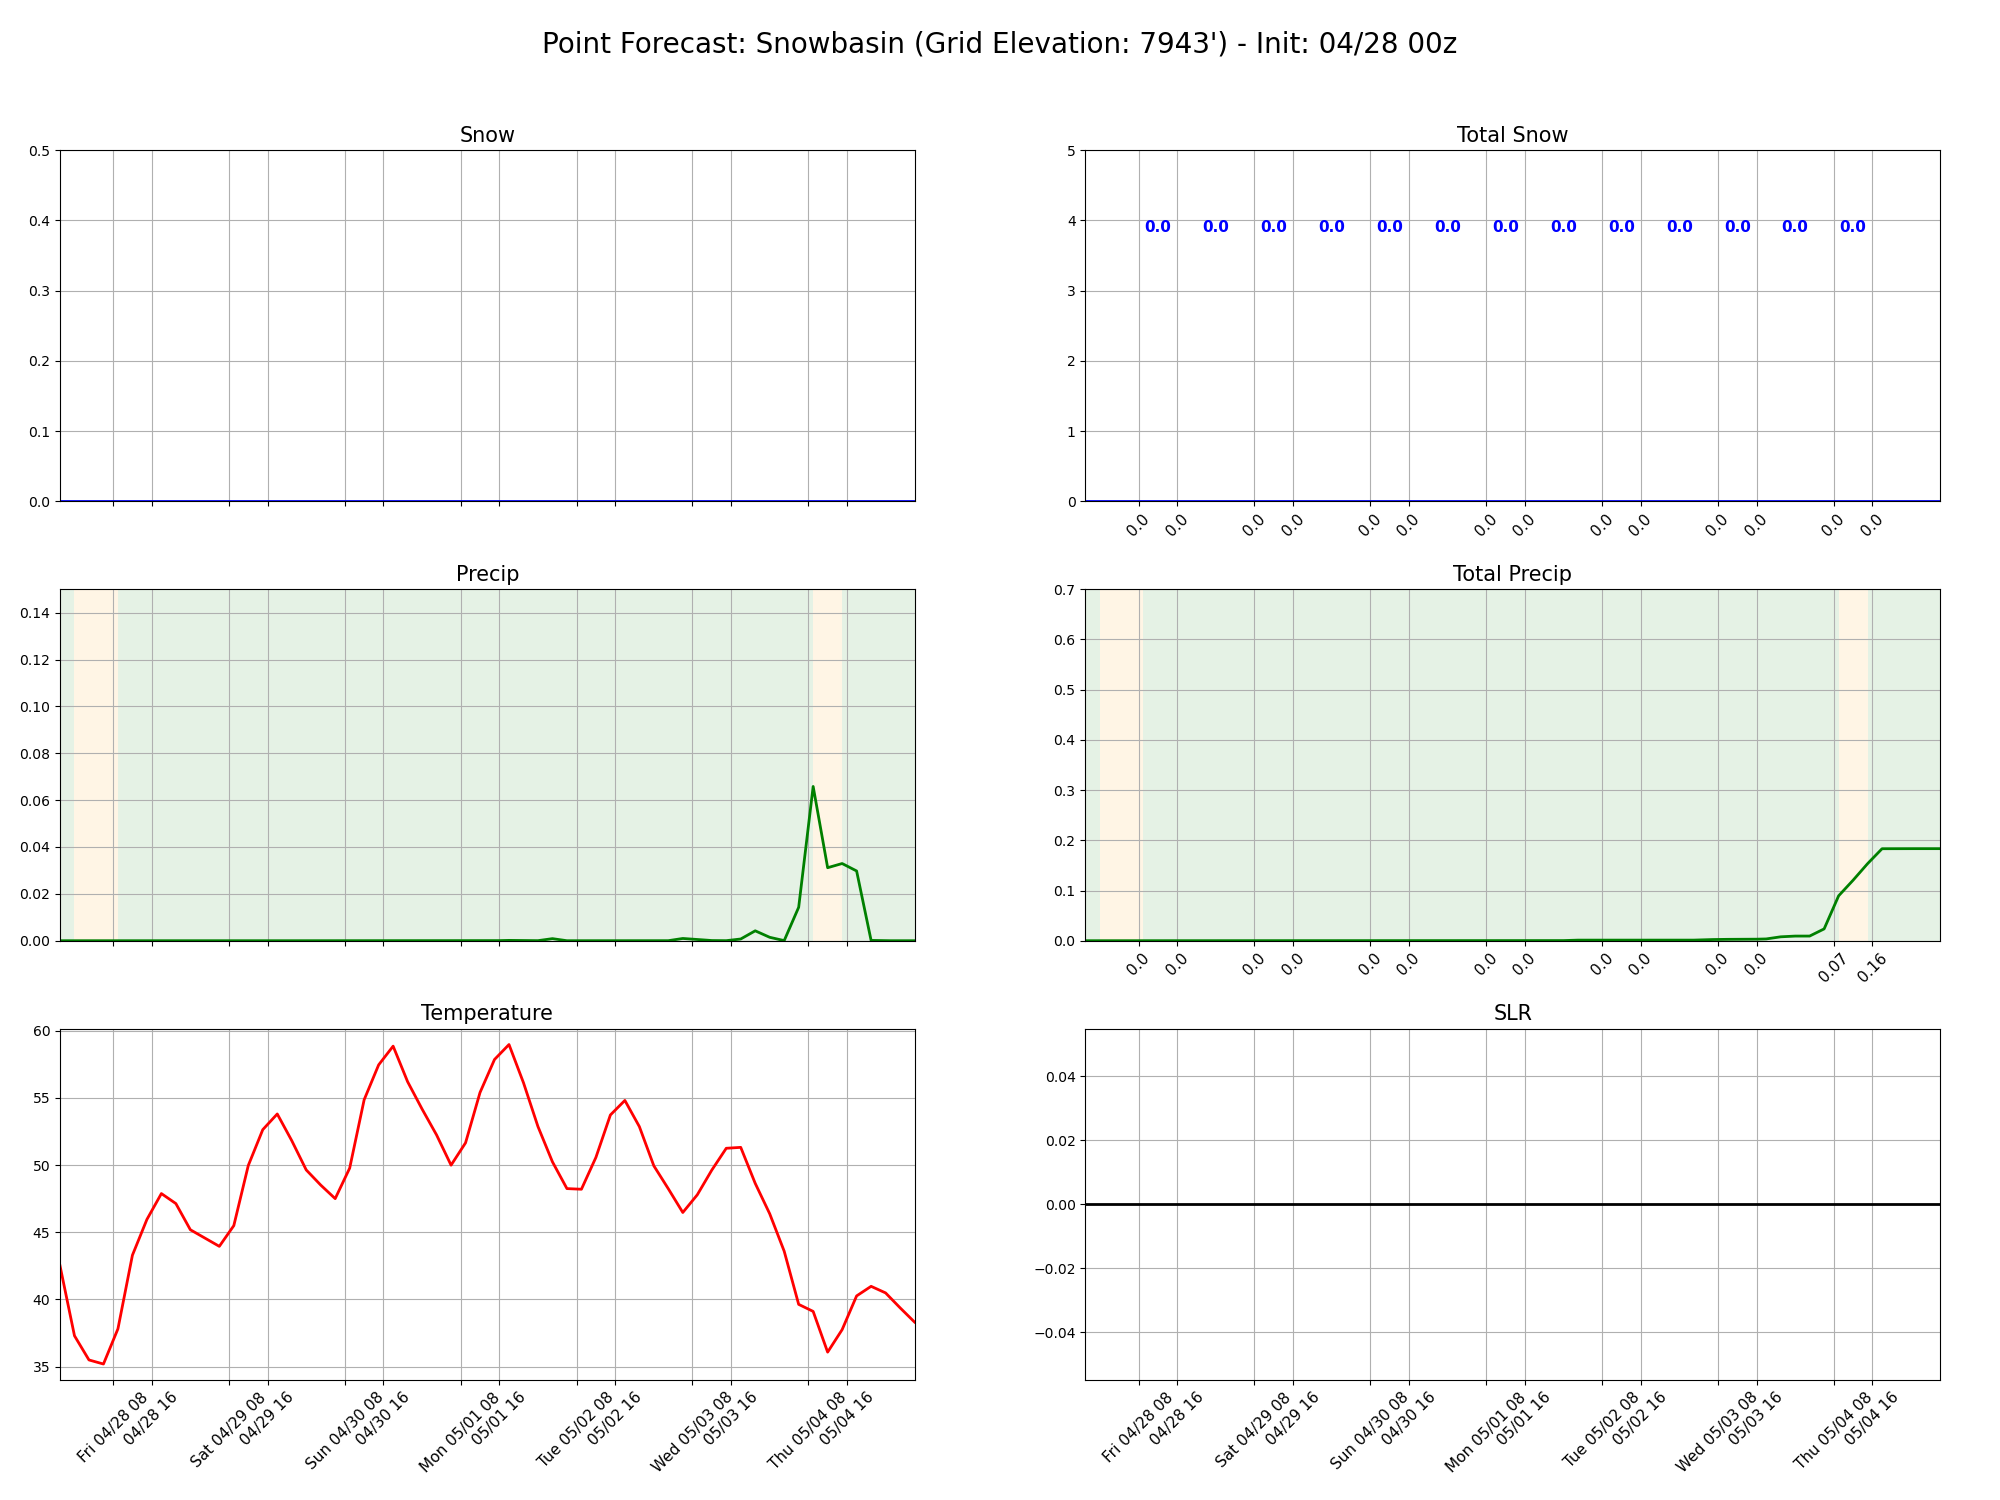 Point Forecast: Snowbasin (Grid Elevation: 7943') - Init: 04/28 00z
Snow
0.5
0.4
0.3
0.2
0.1
0.0
Total Snow
5
4
3
2
1
0
0.0 0.0 0.0 0.0 0.0 0.0 0.0 0.0 0.0 0.0 0.0 0.0 0.0
0.0 0.0 0.0 0.0 0.0 0.0 0.0 0.0 0.0 0.0 0.0 0.0 0.0 0.0
Precip
0.14
0.12
0.10
0.08
0.06
0.04
0.02
0.00
Total Precip
0.7
0.6
0.5
0.4
0.3
0.2
0.1
0.0
0.0 0.0 0.0 0.0 0.0 0.0 0.0 0.0 0.0 0.0 0.0 0.0 0.07 0.16
Temperature
60
55
50
45
40
35
Fri 04/28 08
04/28 16
Sat 04/29 08
04/29 16
Sun 04/30 08
04/30 16
Mon 05/01 08
05/01 16
Tue 05/02 08
05/02 16
Wed 05/03 08
05/03 16
Thu 05/04 08
05/04 16
SLR
0.04
0.02
0.00
−0.02
−0.04
Fri 04/28 08
04/28 16
Sat 04/29 08
04/29 16
Sun 04/30 08
04/30 16
Mon 05/01 08
05/01 16
Tue 05/02 08
05/02 16
Wed 05/03 08
05/03 16
Thu 05/04 08
05/04 16